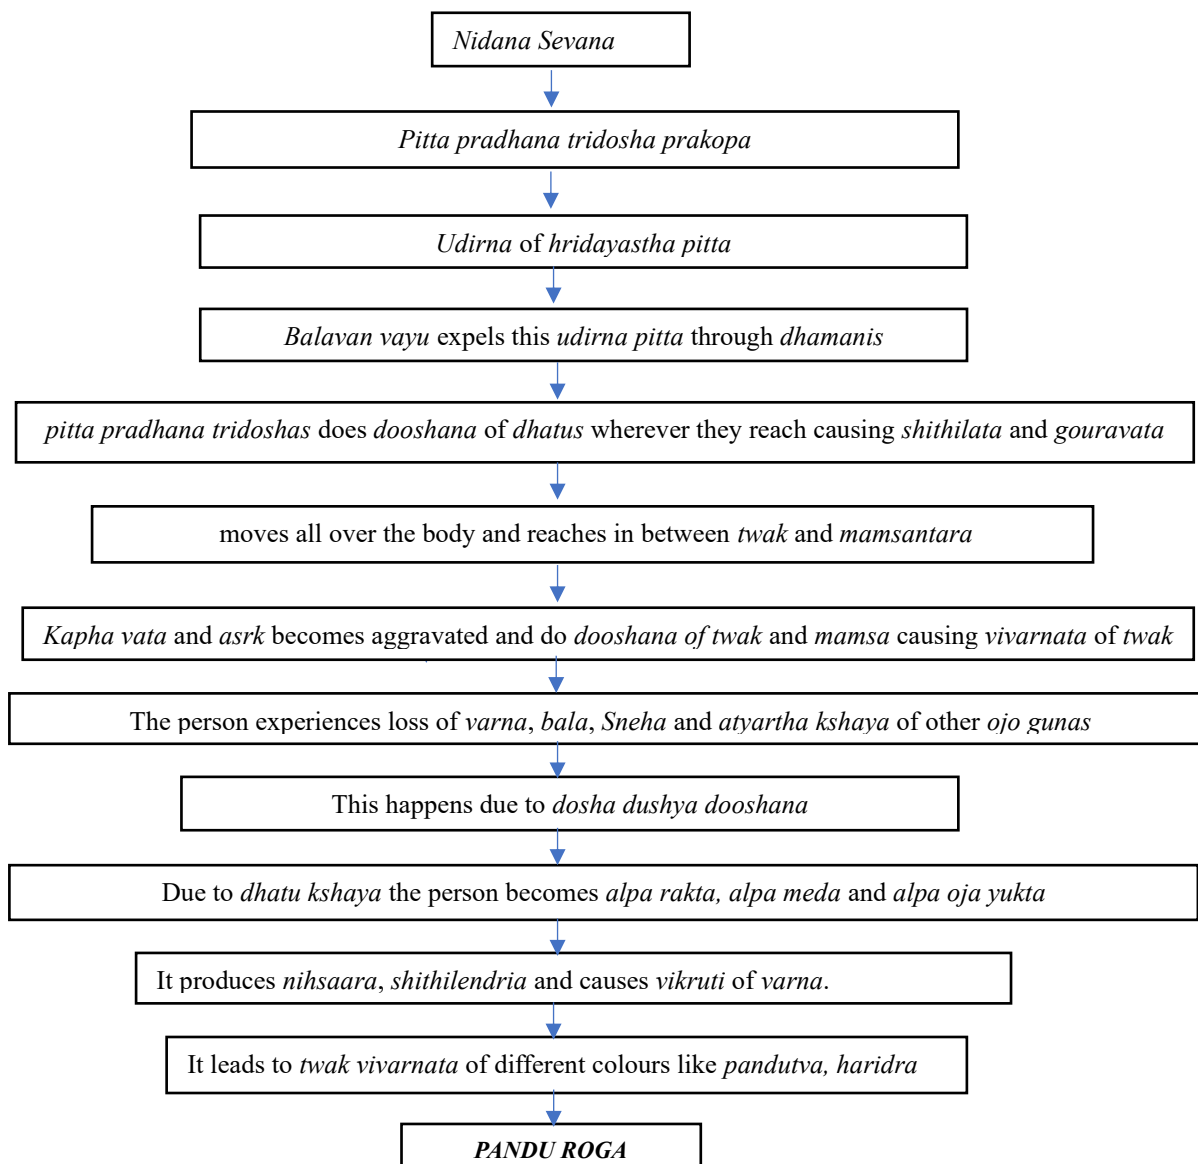 Nidana Sevana
Pitta pradhana tridosha prakopa
Udirna of hridayastha pitta
Balavan vayu expels this udirna pitta through dhamanis
pitta pradhana tridoshas does dooshana of dhatus wherever they reach causing shithilata and gouravata
moves all over the body and reaches in between twak and mamsantara
Kapha vata and asrk becomes aggravated and do dooshana of twak and mamsa causing vivarnata of twak
The person experiences loss of varna, bala, Sneha and atyartha kshaya of other ojo gunas
This happens due to dosha dushya dooshana
Due to dhatu kshaya the person becomes alpa rakta, alpa meda and alpa oja yukta
It produces nihsaara, shithilendria and causes vikruti of varna.
It leads to twak vivarnata of different colours like pandutva, haridra
PANDU ROGA